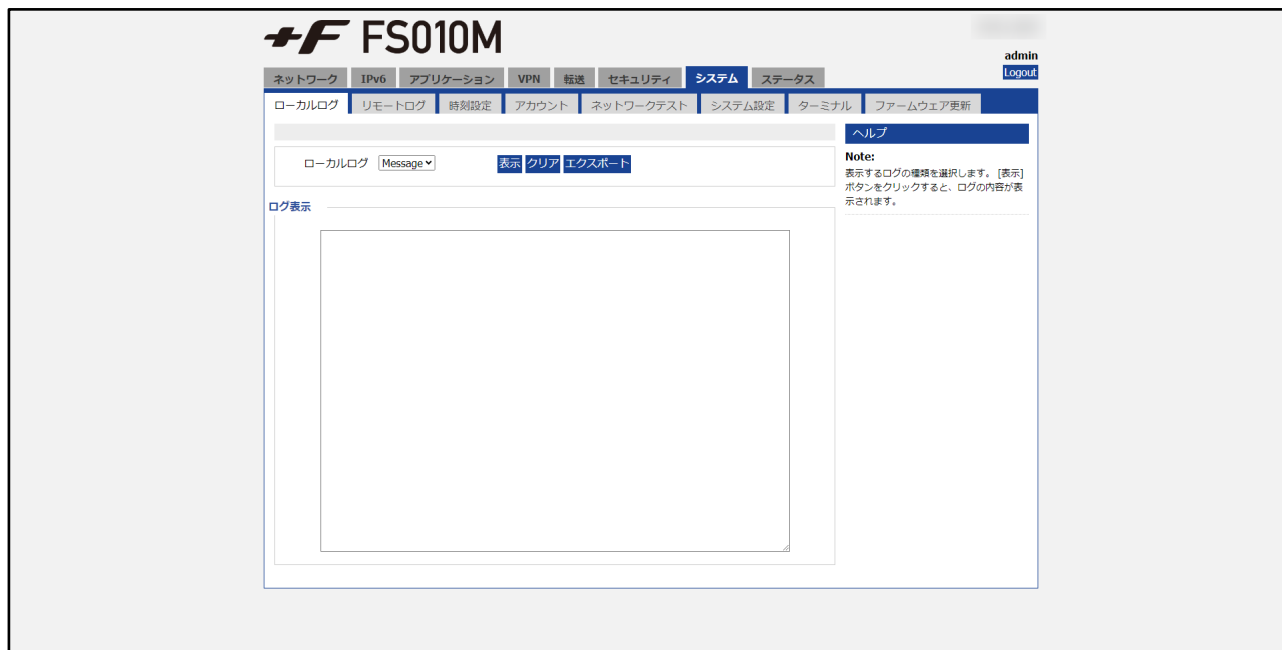 +F FS010M
admin
Logout
ネットワーク IPv6 アプリケーション VPN 転送 セキュリティ システム ステータス
ローカルログ リモートログ 時刻設定 アカウント ネットワークテスト システム設定 ターミナル ファームウェア更新
ヘルプ
ローカルログ Message 表示 クリア エクスポート
Note:
表示するログの種類を選択します。 [表示]
ボタンをクリックすると、ログの内容が表
示されます。
ログ表示